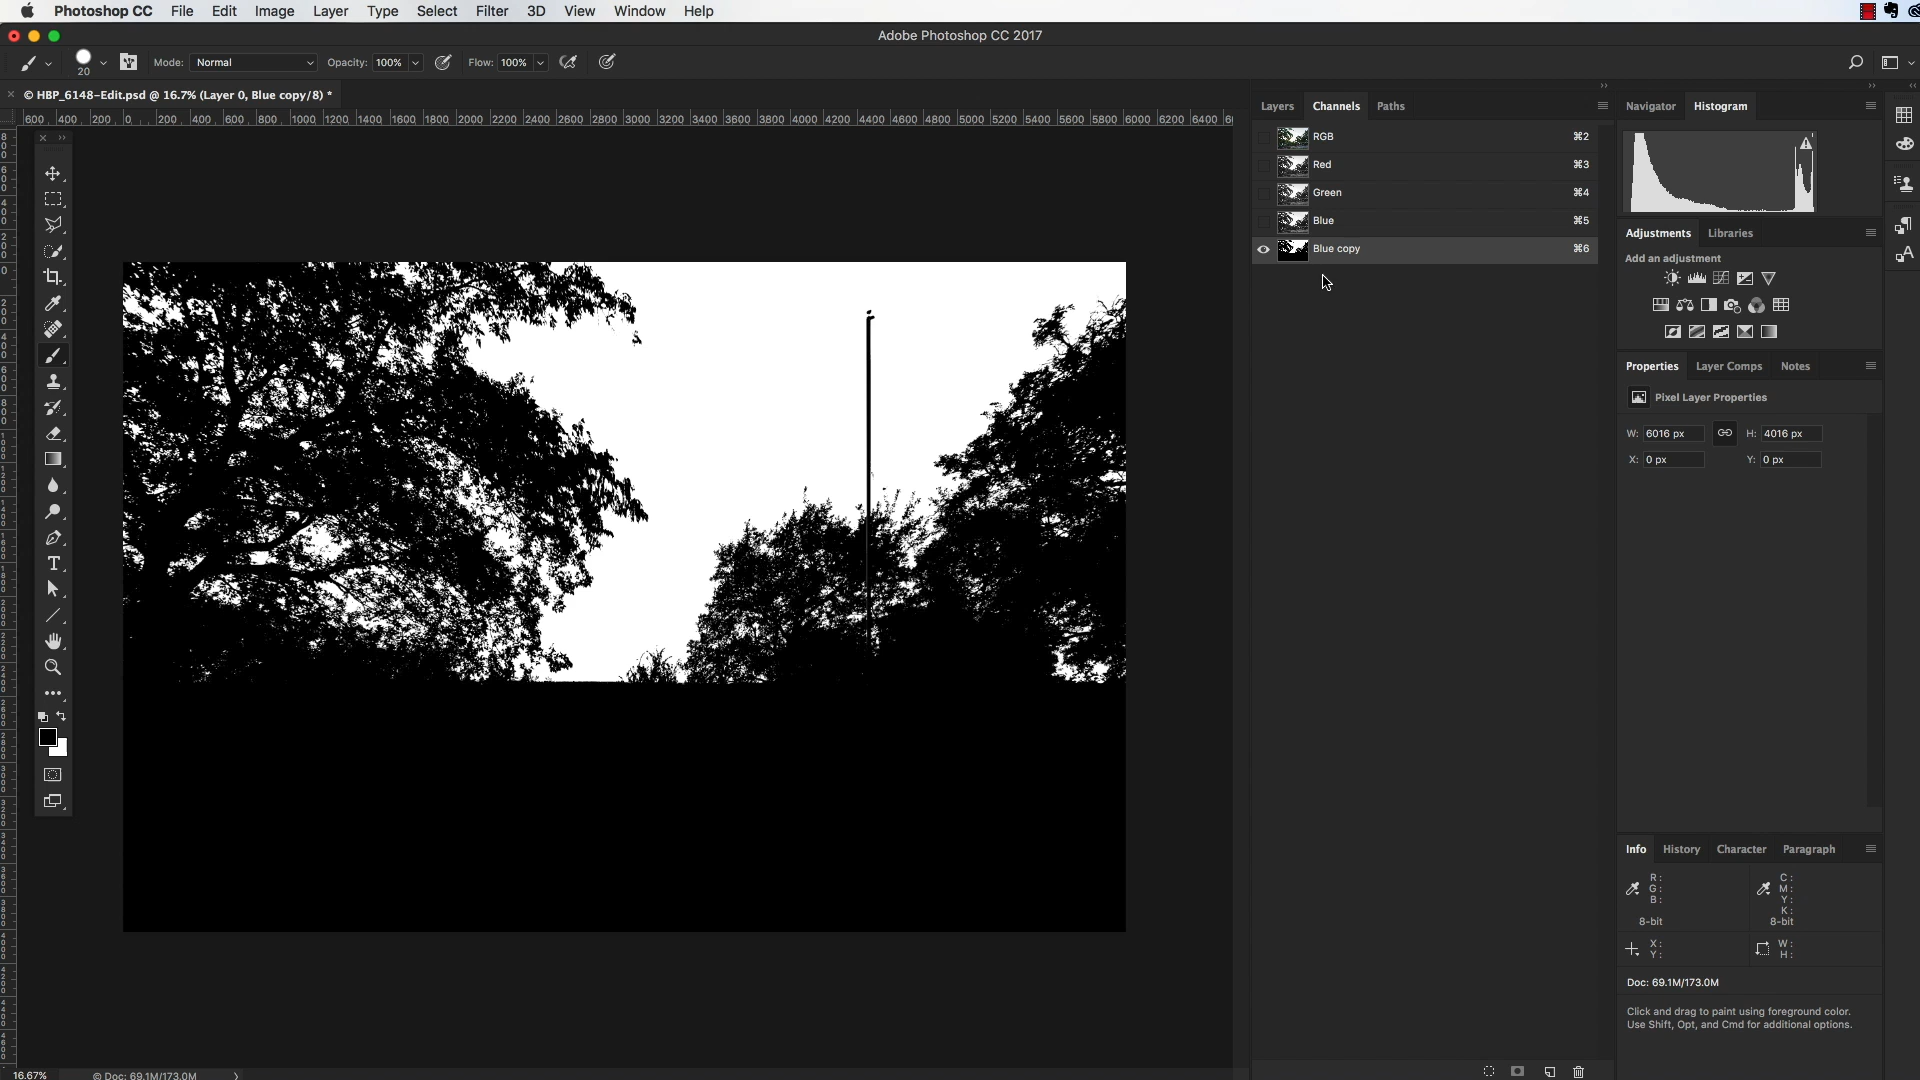 Photoshop CC File Edit Image Layer Type Select Filter 3D View Window Help
Adobe Photoshop CC 2017
20 Mode: Normal Opacity: 100% Flow: 100%
© HBP_6148-Edit.psd @ 16.7% (Layer 0, Blue copy/8) *
600 400 200 0 200 400 600 800 1000 1200 1400 1600 1800 2000 2200 2400 2600 2800 3000 3200 3400 3600 3800 4000 4200 4400 4600 4800 5000 5200 5400 5600 5800 6000 6200 6400
Layers Channels Paths
RGB ⌘2
Red ⌘3
Green ⌘4
Blue ⌘5
Blue copy ⌘6
Navigator Histogram
Adjustments Libraries
Add an adjustment
Properties Layer Comps Notes
Pixel Layer Properties
W: 6016 px H: 4016 px
X: 0 px Y: 0 px
Info History Character Paragraph
R: C:
G: M:
B: Y:
K:
8-bit 8-bit
X: W:
Y: H:
Doc: 69.1M/173.0M
Click and drag to paint using foreground color.
Use Shift, Opt, and Cmd for additional options.
16.67% © Doc: 69.1M/173.0M